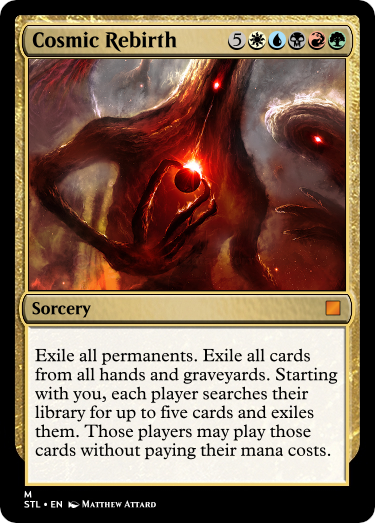 Cosmic Rebirth 5
Sorcery
Exile all permanents. Exile all cards
from all hands and graveyards. Starting
with you, each player searches their
library for up to five cards and exiles
them. Those players may play those
cards without paying their mana costs.
M
STL • EN Matthew Attard